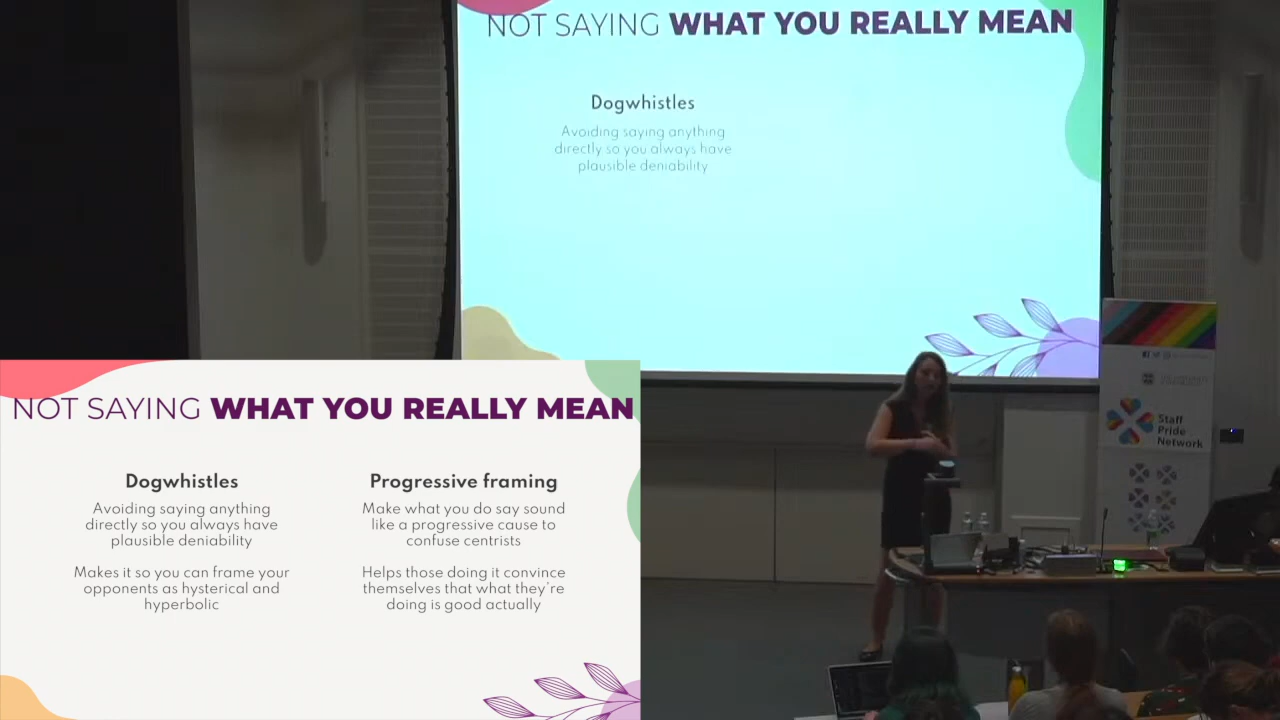 NOT SAYING WHAT YOU REALLY MEAN
Dogwhistles
Avoiding saying anything
directly so you always have
plausible deniability
Staff
Pride
Network
NOT SAYING WHAT YOU REALLY MEAN
Dogwhistles
Avoiding saying anything
directly so you always have
plausible deniability
Makes it so you can frame your
opponents as hysterical and
hyperbolic
Progressive framing
Make what you do say sound
like a progressive cause to
confuse centrists
Helps those doing it convince
themselves that what they're
doing is good actually